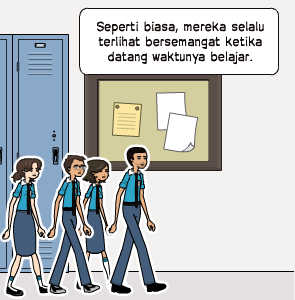 Seperti biasa, mereka selalu
terlihat bersemangat ketika
datang waktunya belajar.